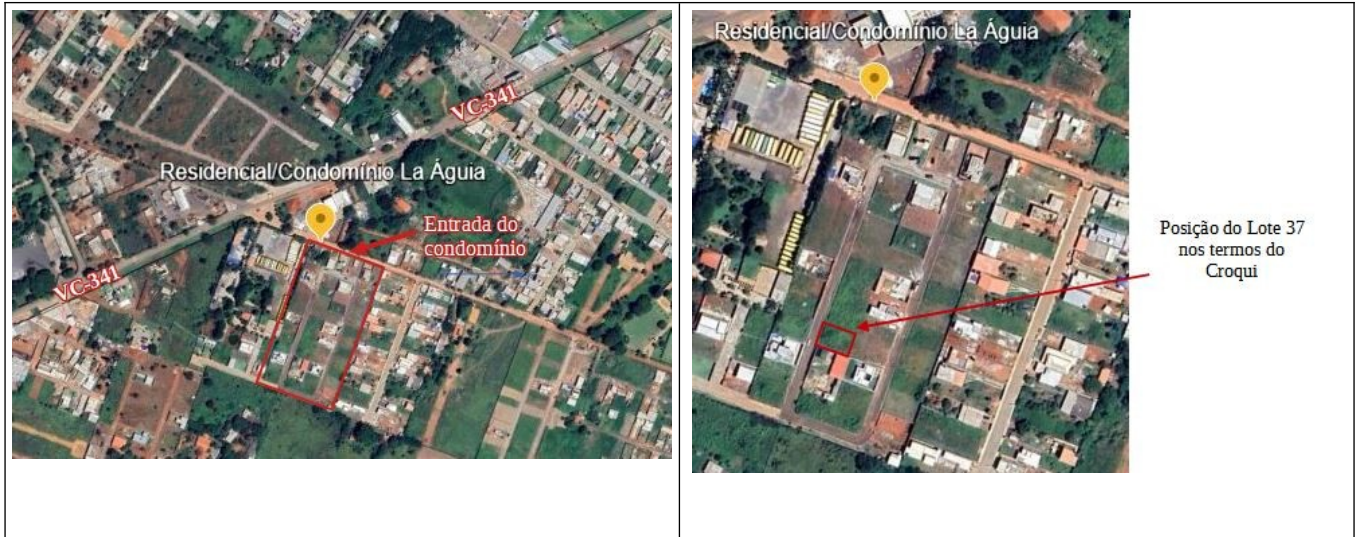 VC-341
Residencial/Condomínio La Águia
Entrada do
condomínio
VC-341
Residencial/Condomínio La Águia
Posição do Lote 37
nos termos do
Croqui